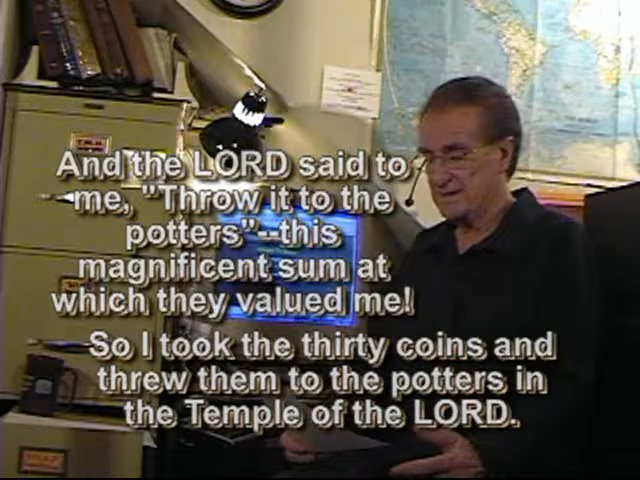 And the LORD said to
me, "Throw it to the
potters"--this
magnificent sum at
which they valued me!
So I took the thirty coins and
threw them to the potters in
the Temple of the LORD.